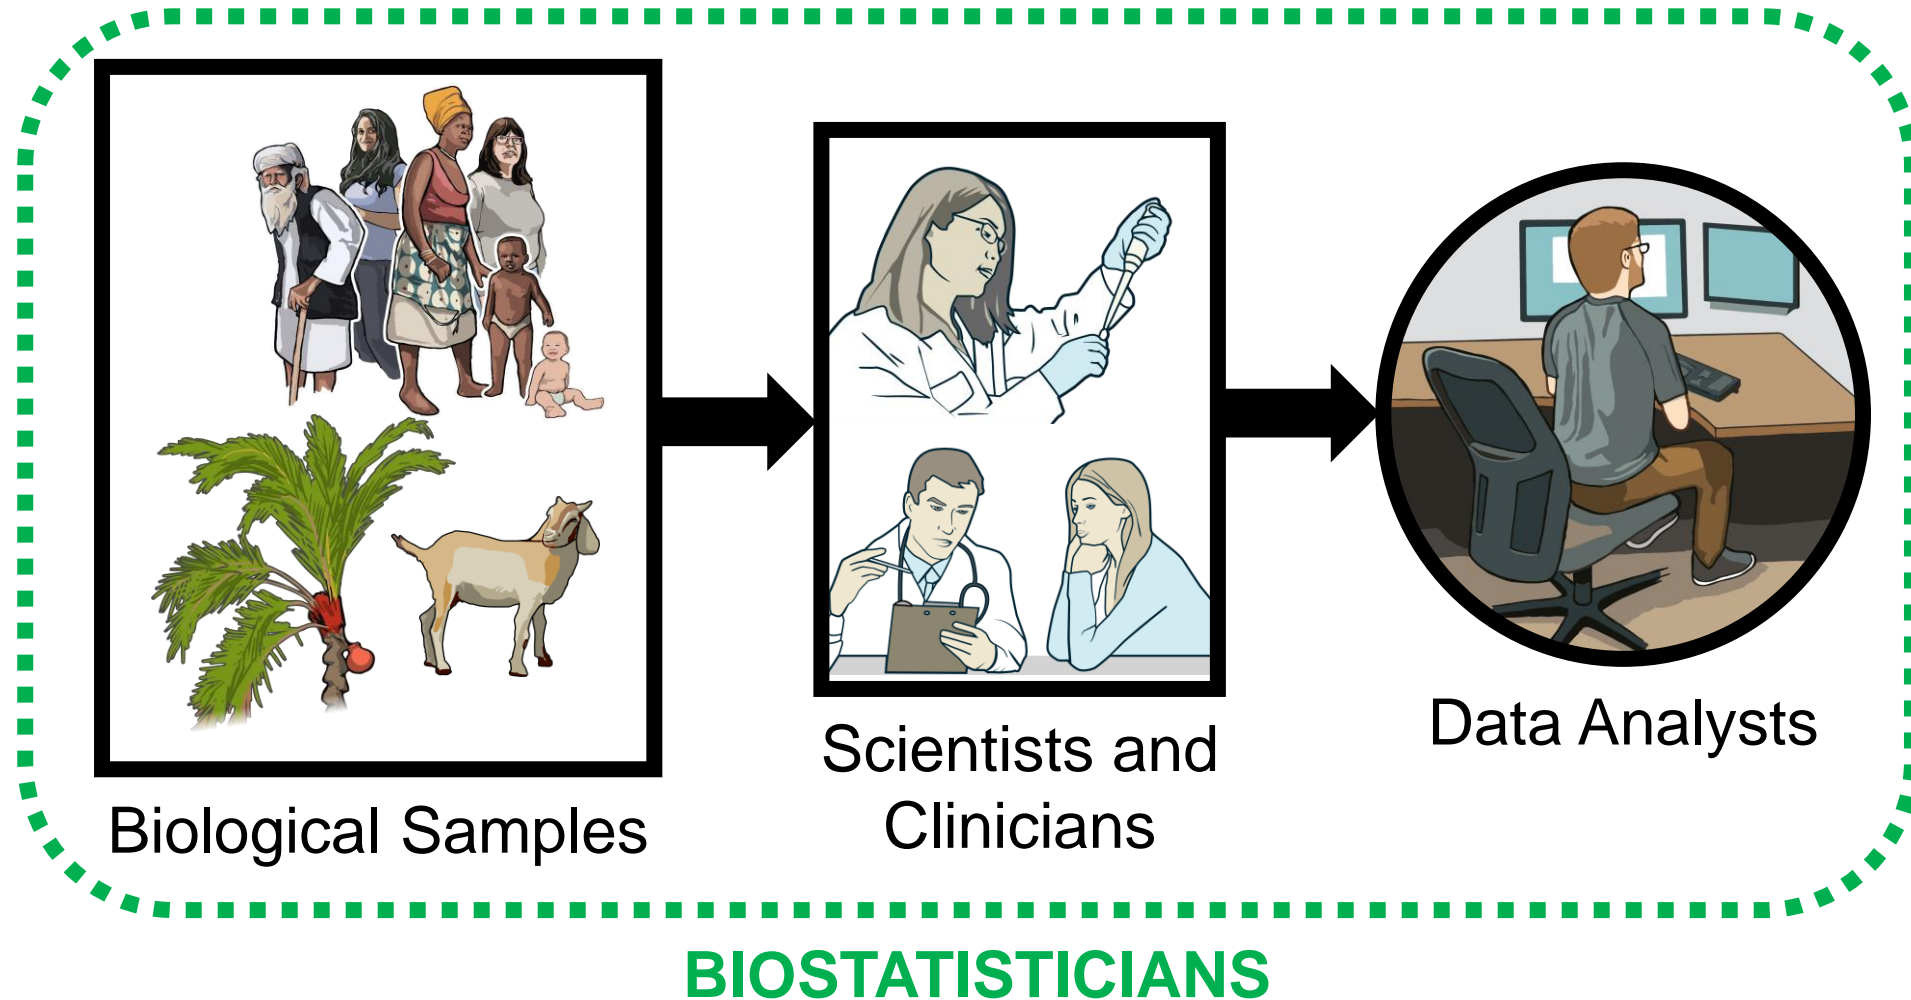 Biological Samples
Scientists and
Clinicians
Data Analysts
BIOSTATISTICIANS